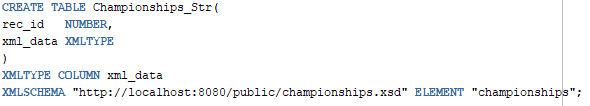 CREATE TABLE Championships_Str(
rec_id   NUMBER,
xml_data XMLTYPE
)
XMLTYPE COLUMN xml_data
XMLSCHEMA "http://localhost:8080/public/championships.xsd" ELEMENT "championships";